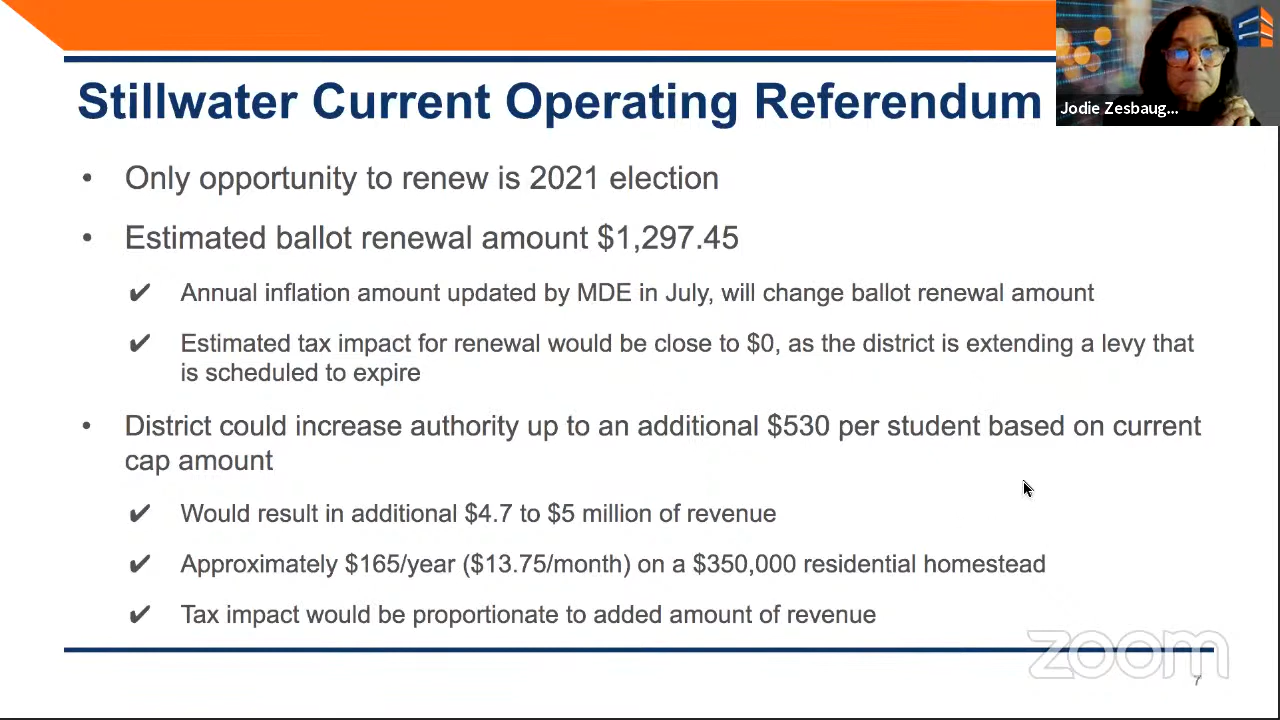 Stillwater Current Operating Referendum
Jodie Zesbaug...
• Only opportunity to renew is 2021 election
• Estimated ballot renewal amount $1,297.45
✔ Annual inflation amount updated by MDE in July, will change ballot renewal amount
✔ Estimated tax impact for renewal would be close to $0, as the district is extending a levy that
is scheduled to expire
• District could increase authority up to an additional $530 per student based on current
cap amount
✔ Would result in additional $4.7 to $5 million of revenue
✔ Approximately $165/year ($13.75/month) on a $350,000 residential homestead
✔ Tax impact would be proportionate to added amount of revenue
zoom
7